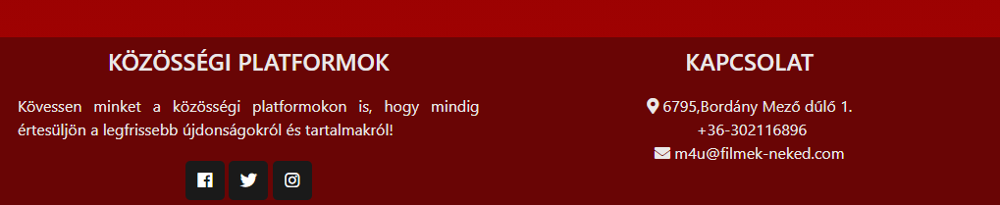 KÖZÖSSÉGI PLATFORMOK
Kövessen minket a közösségi platformokon is, hogy mindig
értesüljön a legfrissebb újdonságokról és tartalmakról!
KAPCSOLAT
6795,Bordány Mező dűlő 1.
+36-302116896
m4u@filmek-neked.com